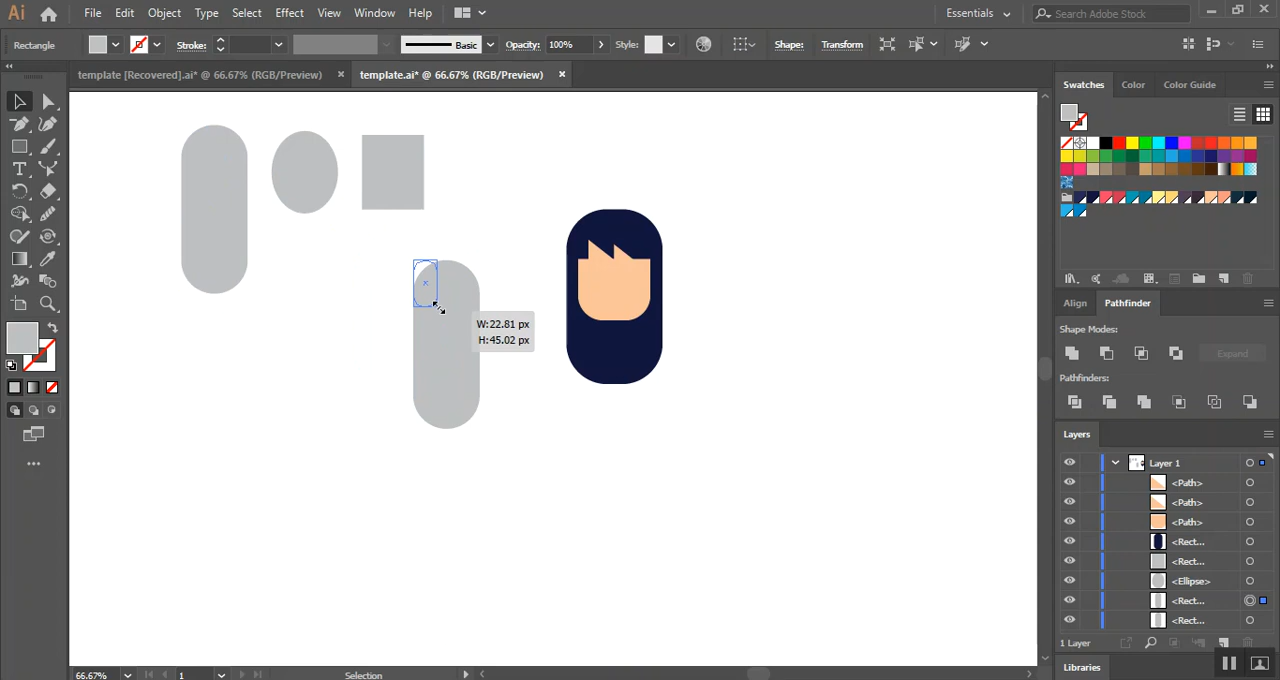 Ai File Edit Object Type Select Effect View Window Help Essentials Search Adobe Stock
Rectangle Stroke: Basic Opacity: 100% Style: Shape: Transform
template [Recovered].ai* @ 66.67% (RGB/Preview) template.ai* @ 66.67% (RGB/Preview)
Swatches Color Color Guide
Align Pathfinder
Shape Modes:
Expand
Pathfinders:
W:22.81 px
H:45.02 px
Layers
Layer 1
<Path>
<Path>
<Path>
<Rect...
<Rect...
<Ellipse>
<Rect...
<Rect...
1 Layer
Libraries
66.67% 1 Selection